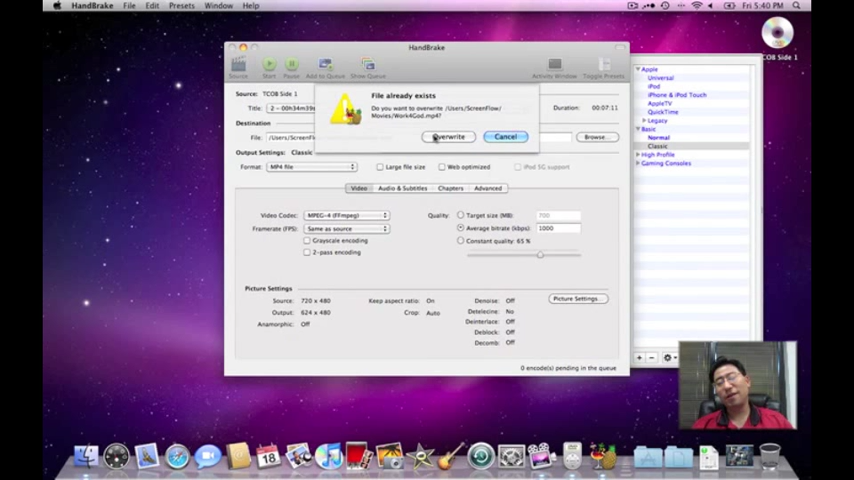 HandBrake File Edit Presets Window Help
Fri 5:40 PM
HandBrake
TCOB Side 1
Source Start Pause Add to Queue Show Queue Activity Window Toggle Presets
Source: TCOB Side 1
Duration: 00:07:11
File already exists
Do you want to overwrite /Users/ScreenFlow/
Movies/Work4God.mp4?
Overwrite Cancel
Destination
File: Browse...
Output Settings: Classic
Format: MP4 file Large file size Web optimized iPod 5G support
Video Audio & Subtitles Chapters Advanced
Video Codec: MPEG-4 (FFmpeg)
Framerate (FPS): Same as source
Grayscale encoding
2-pass encoding
Quality: Target size (MB) 700
Average bitrate (kbps): 1000
Constant quality: 65 %
Picture Settings
Source: 720 x 480
Output: 624 x 480
Anamorphic: Off
Keep aspect ratio: On
Crop: Auto
Denoise: Off
Detelecine: No
Deinterlace: Off
Deblock: Off
Decomb: Off
Picture Settings...
0 encode(s) pending in the queue
Apple
Universal
iPod
iPhone & iPod Touch
AppleTV
QuickTime
Legacy
Basic
Normal
Classic
High Profile
Gaming Consoles
18